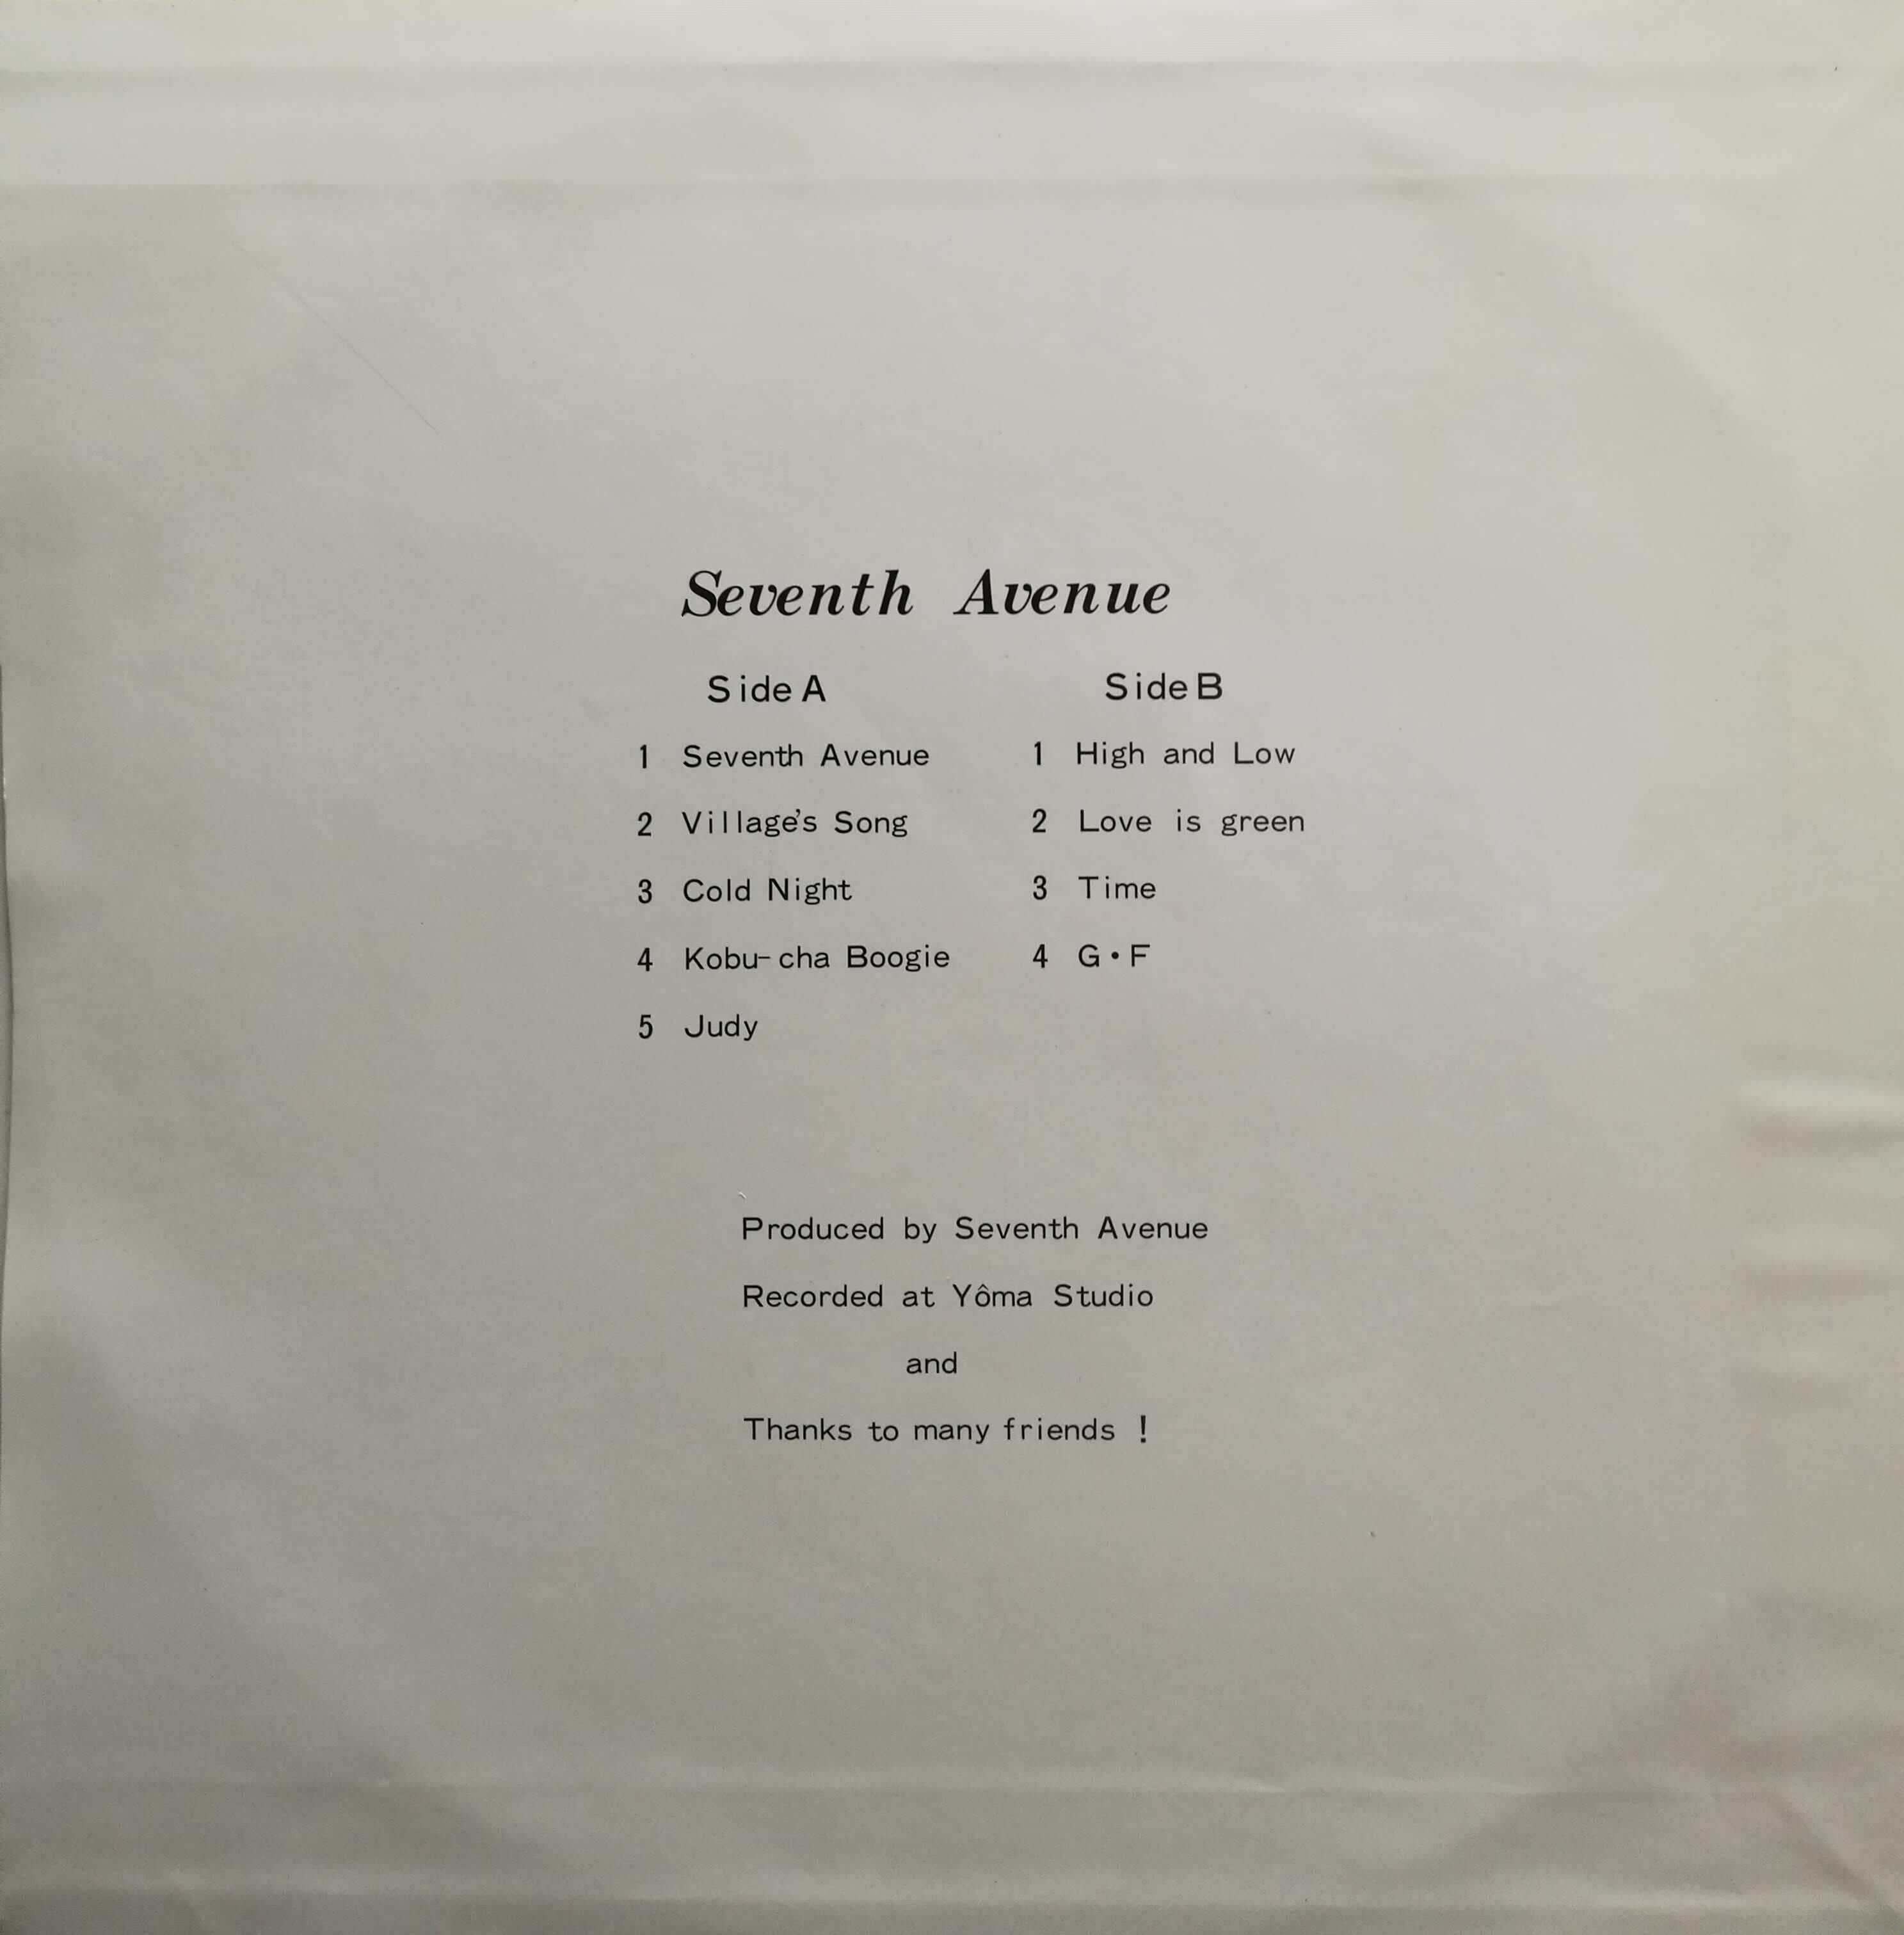 Seventh Avenue
Side A
1 Seventh Avenue
2 Village's Song
3 Cold Night
4 Kobu-cha Boogie
5 Judy
Side B
1 High and Low
2 Love is green
3 Time
4 G・F
Produced by Seventh Avenue
Recorded at Yôma Studio
and
Thanks to many friends !